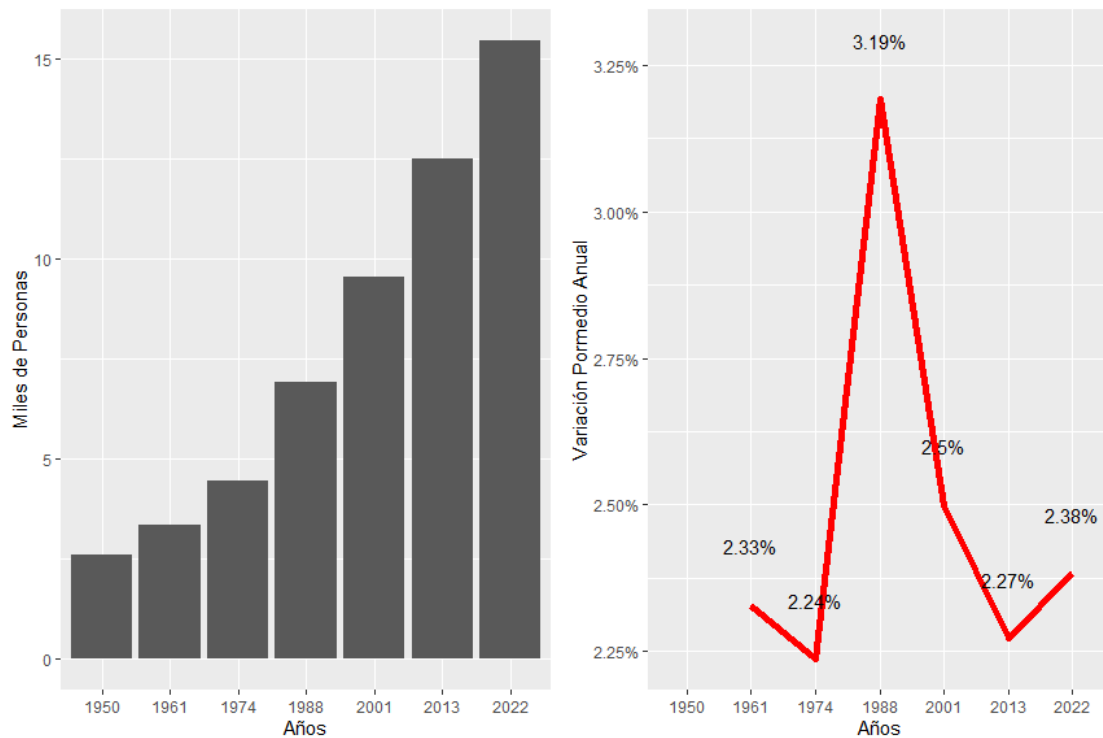 15
10
5
0
Miles de Personas
1950 1961 1974 1988 2001 2013 2022
Años
3.25%
3.00%
2.75%
2.50%
2.25%
Variación Pormedio Anual
3.19%
2.5%
2.38%
2.33%
2.27%
2.24%
1950 1961 1974 1988 2001 2013 2022
Años